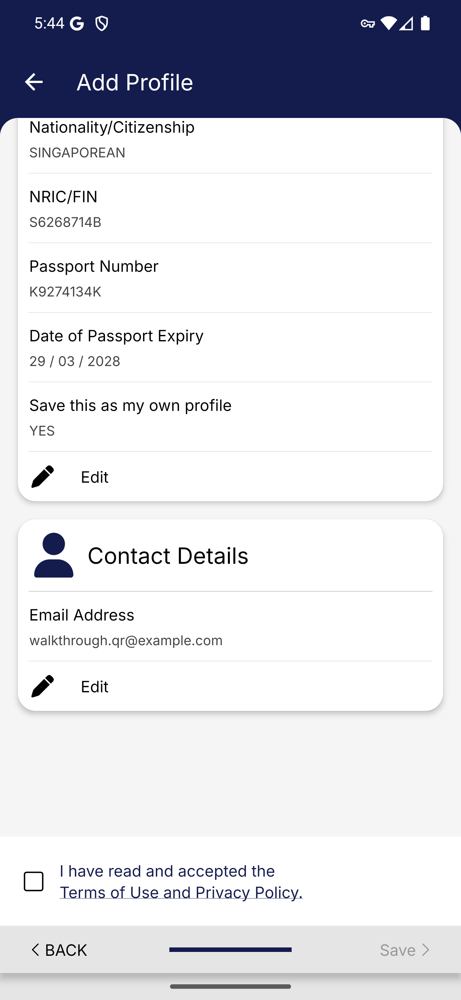 5:44
Add Profile
Nationality/Citizenship
SINGAPOREAN
NRIC/FIN
S6268714B
Passport Number
K9274134K
Date of Passport Expiry
29 / 03 / 2028
Save this as my own profile
YES
Edit
Contact Details
Email Address
walkthrough.qr@example.com
Edit
I have read and accepted the
Terms of Use and Privacy Policy.
BACK
Save